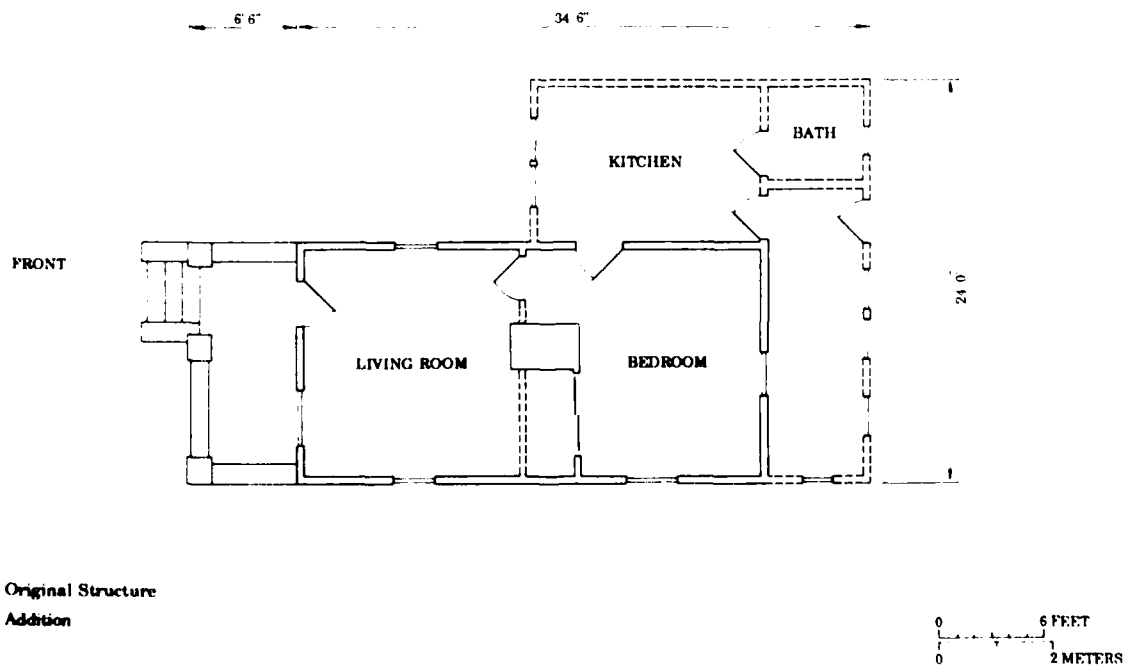 6' 6"
34' 6"
BATH
KITCHEN
FRONT
24' 0"
LIVING ROOM
BEDROOM
Original Structure
Addition
0 6 FEET
0 2 METERS